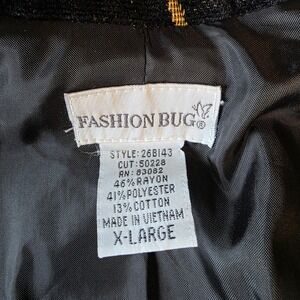 FASHION BUG®
STYLE:26B143
CUT:50228
RN:83082
46%RAYON
41%POLYESTER
13%COTTON
MADE IN VIETNAM
X-LARGE